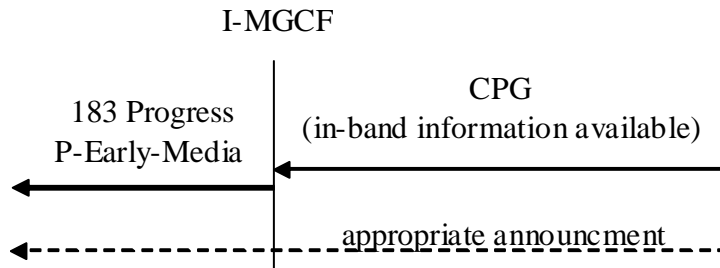 I-MGCF
183 Progress
P-Early-Media
CPG
(in-band information available)
appropriate announcment